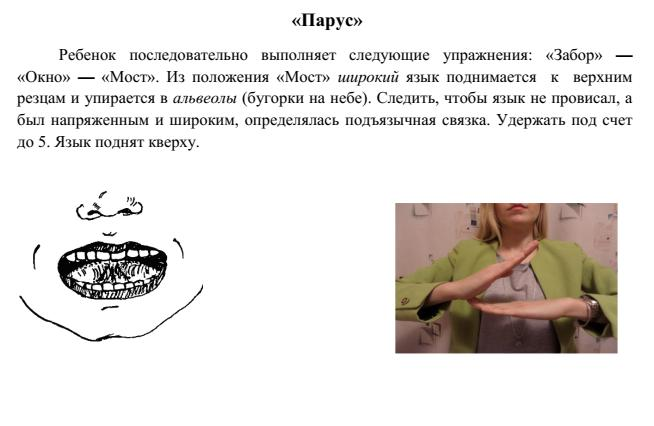 «Парус»
Ребенок последовательно выполняет следующие упражнения: «Забор» —
«Окно» — «Мост». Из положения «Мост» широкий язык поднимается к верхним
резцам и упирается в альвеолы (бугорки на небе). Следить, чтобы язык не провисал, а
был напряженным и широким, определялась подъязычная связка. Удержать под счет
до 5. Язык поднят кверху.